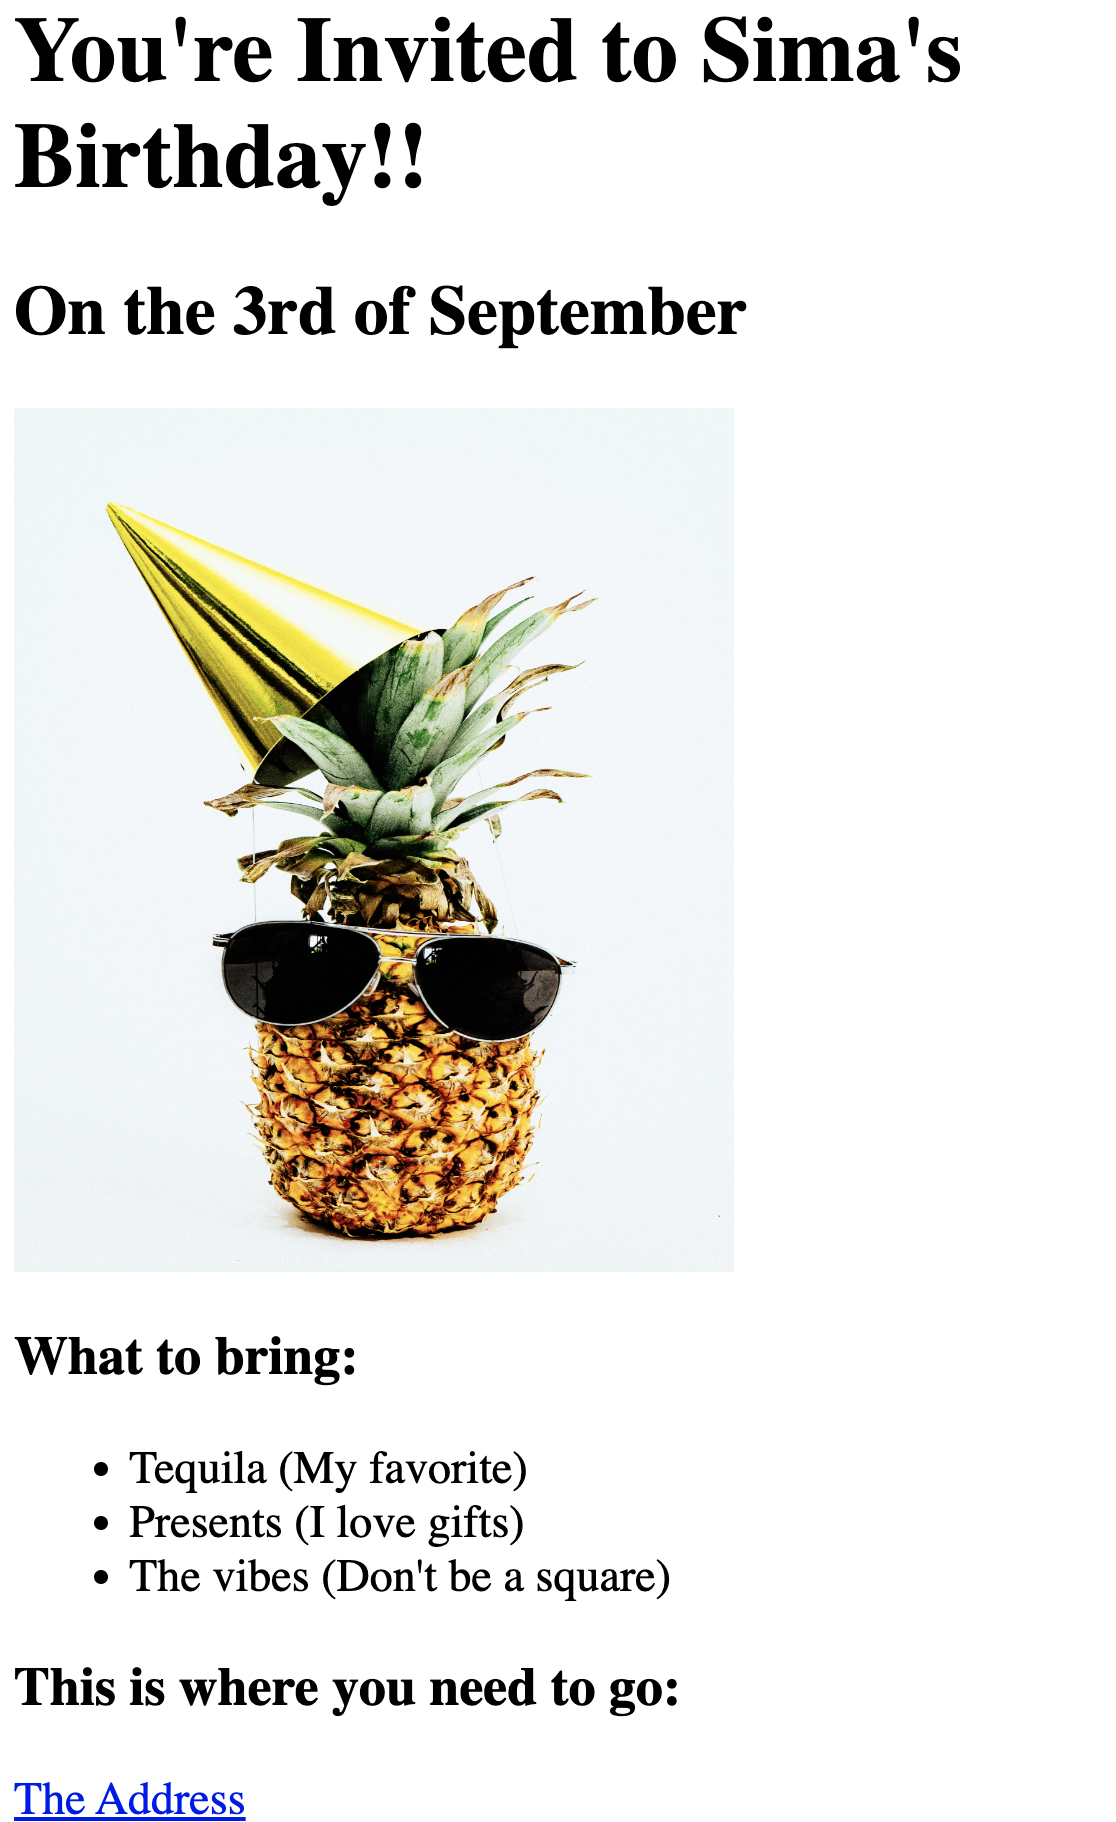 You're Invited to Sima's
Birthday!!
On the 3rd of September
What to bring:
Tequila (My favorite)
Presents (I love gifts)
The vibes (Don't be a square)
This is where you need to go:
The Address